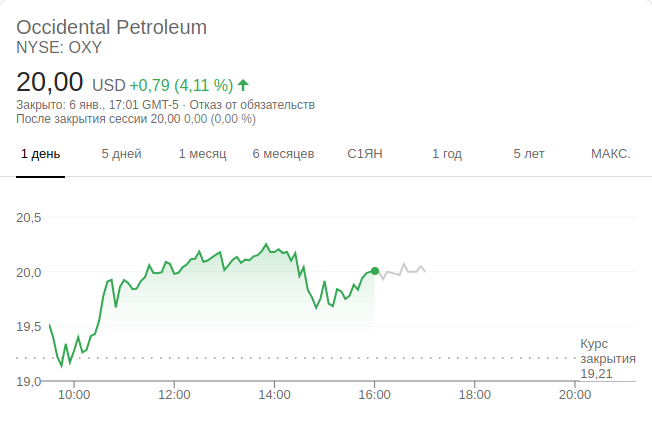 Occidental Petroleum
NYSE: OXY
20,00 USD +0,79 (4,11 %)
Закрыто: 6 янв., 17:01 GMT-5 · Отказ от обязательств
После закрытия сессии 20,00 0,00 (0,00 %)
1 день 5 дней 1 месяц 6 месяцев С1ЯН 1 год 5 лет МАКС.
20,5
20,0
19,5
Курс
закрытия
19,21
19,0
10:00 12:00 14:00 16:00 18:00 20:00